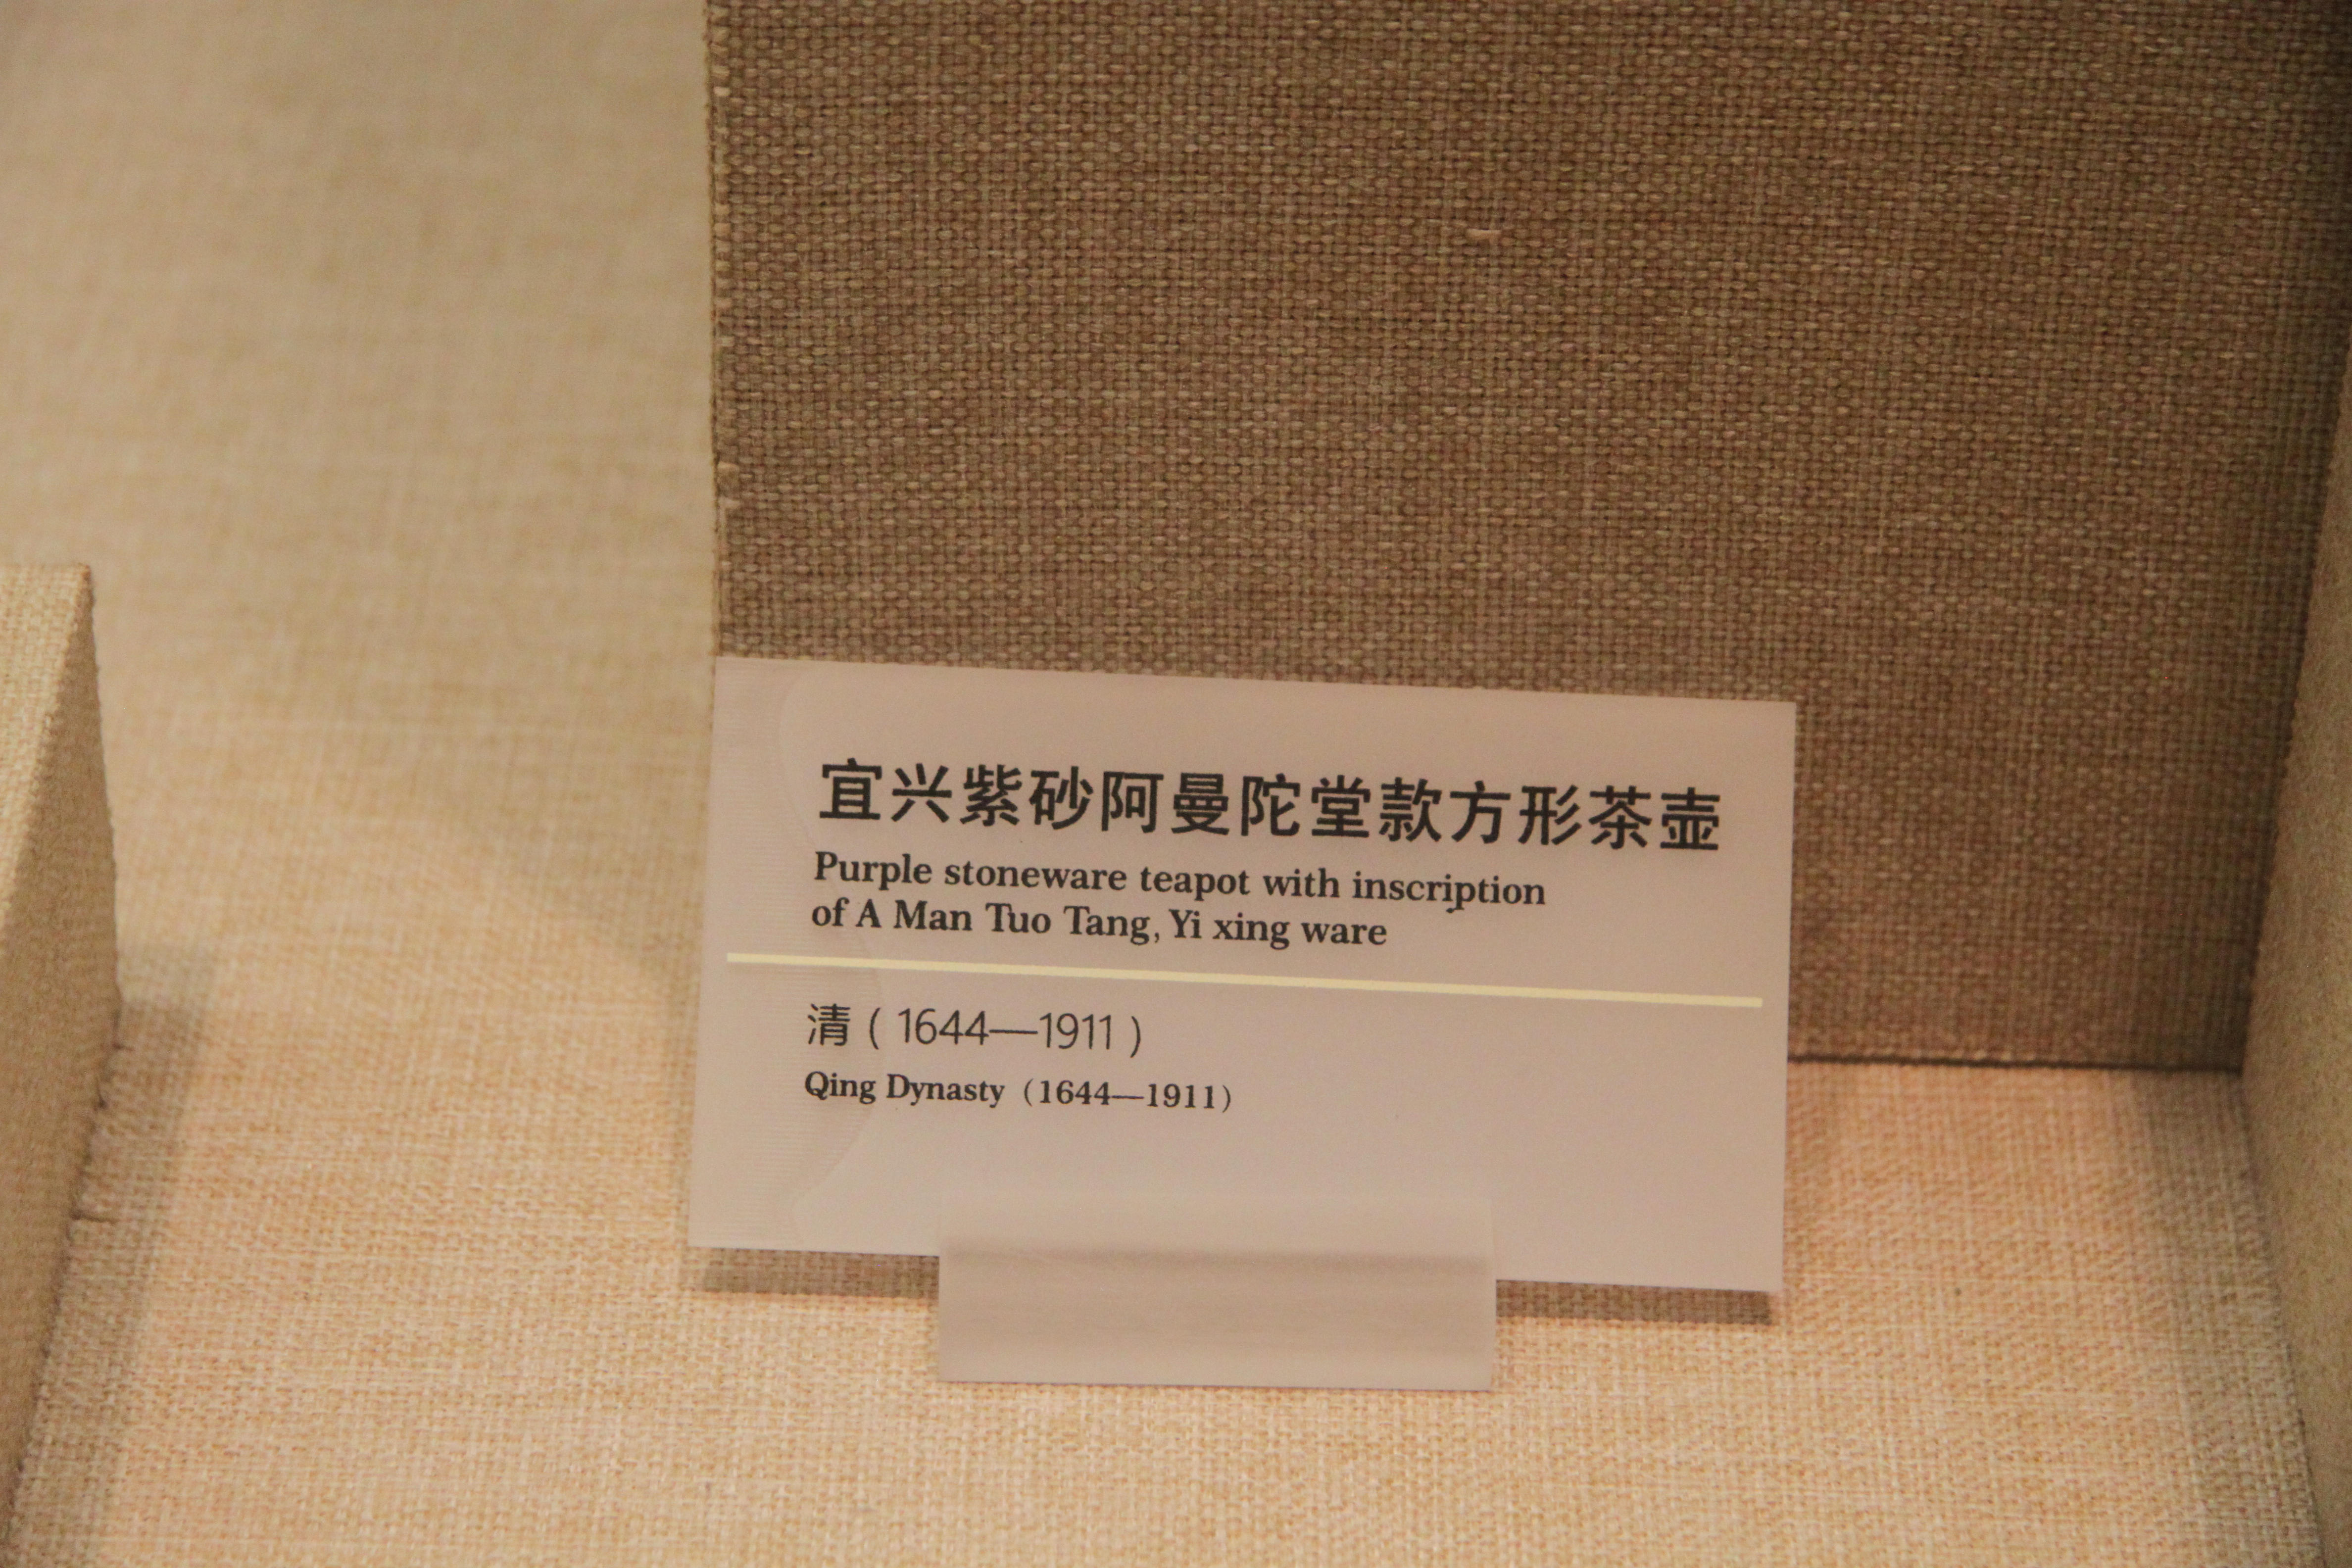 宜兴紫砂阿曼陀堂款方形茶壶
Purple stoneware teapot with inscription
of A Man Tuo Tang, Yi xing ware
清（1644—1911）
Qing Dynasty（1644—1911）